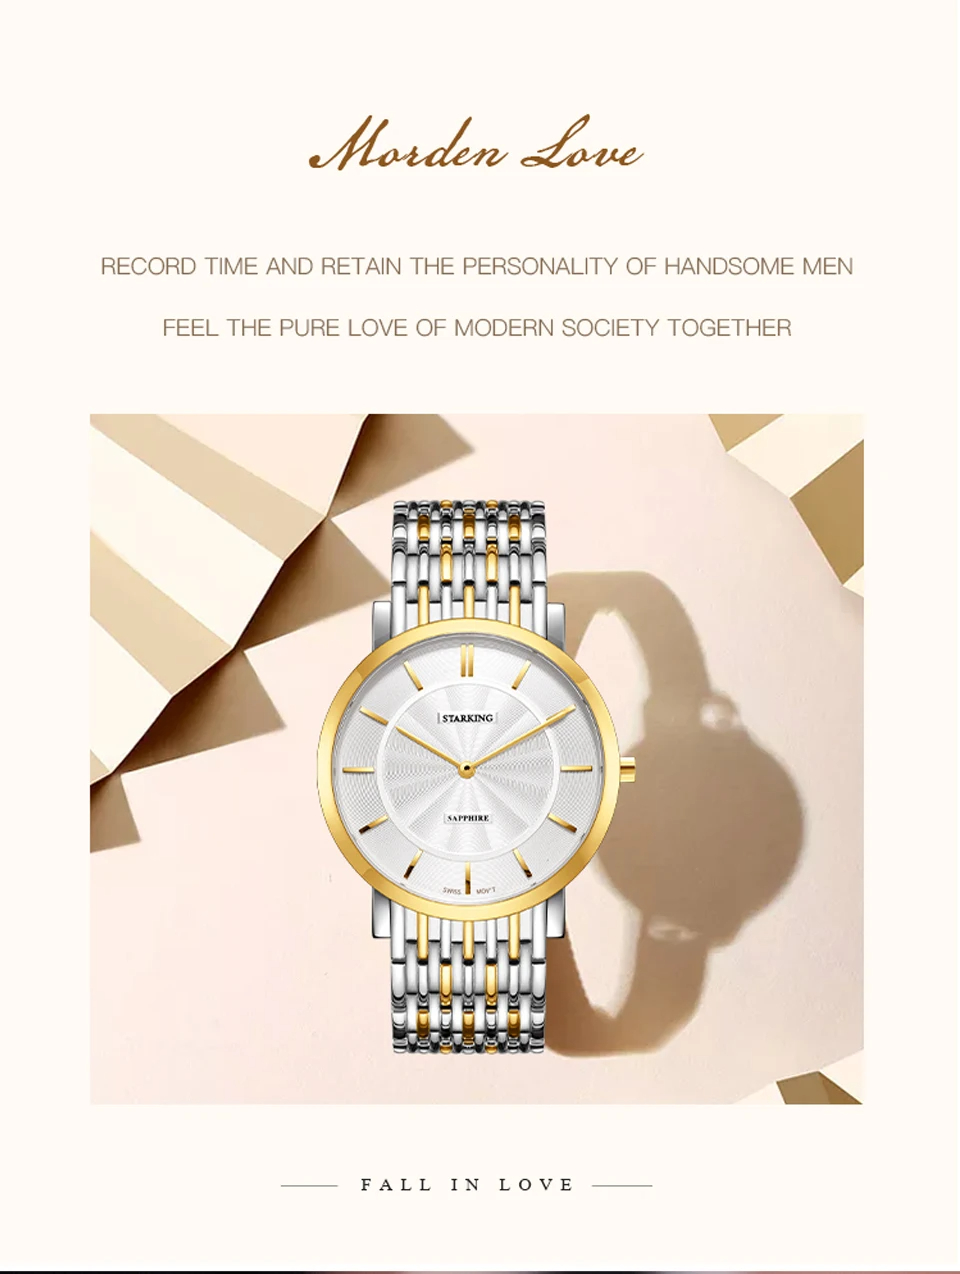 Morden Love
RECORD TIME AND RETAIN THE PERSONALITY OF HANDSOME MEN
FEEL THE PURE LOVE OF MODERN SOCIETY TOGETHER
STARKING
SAPPHIRE
SWISS MOV'T
FALL IN LOVE